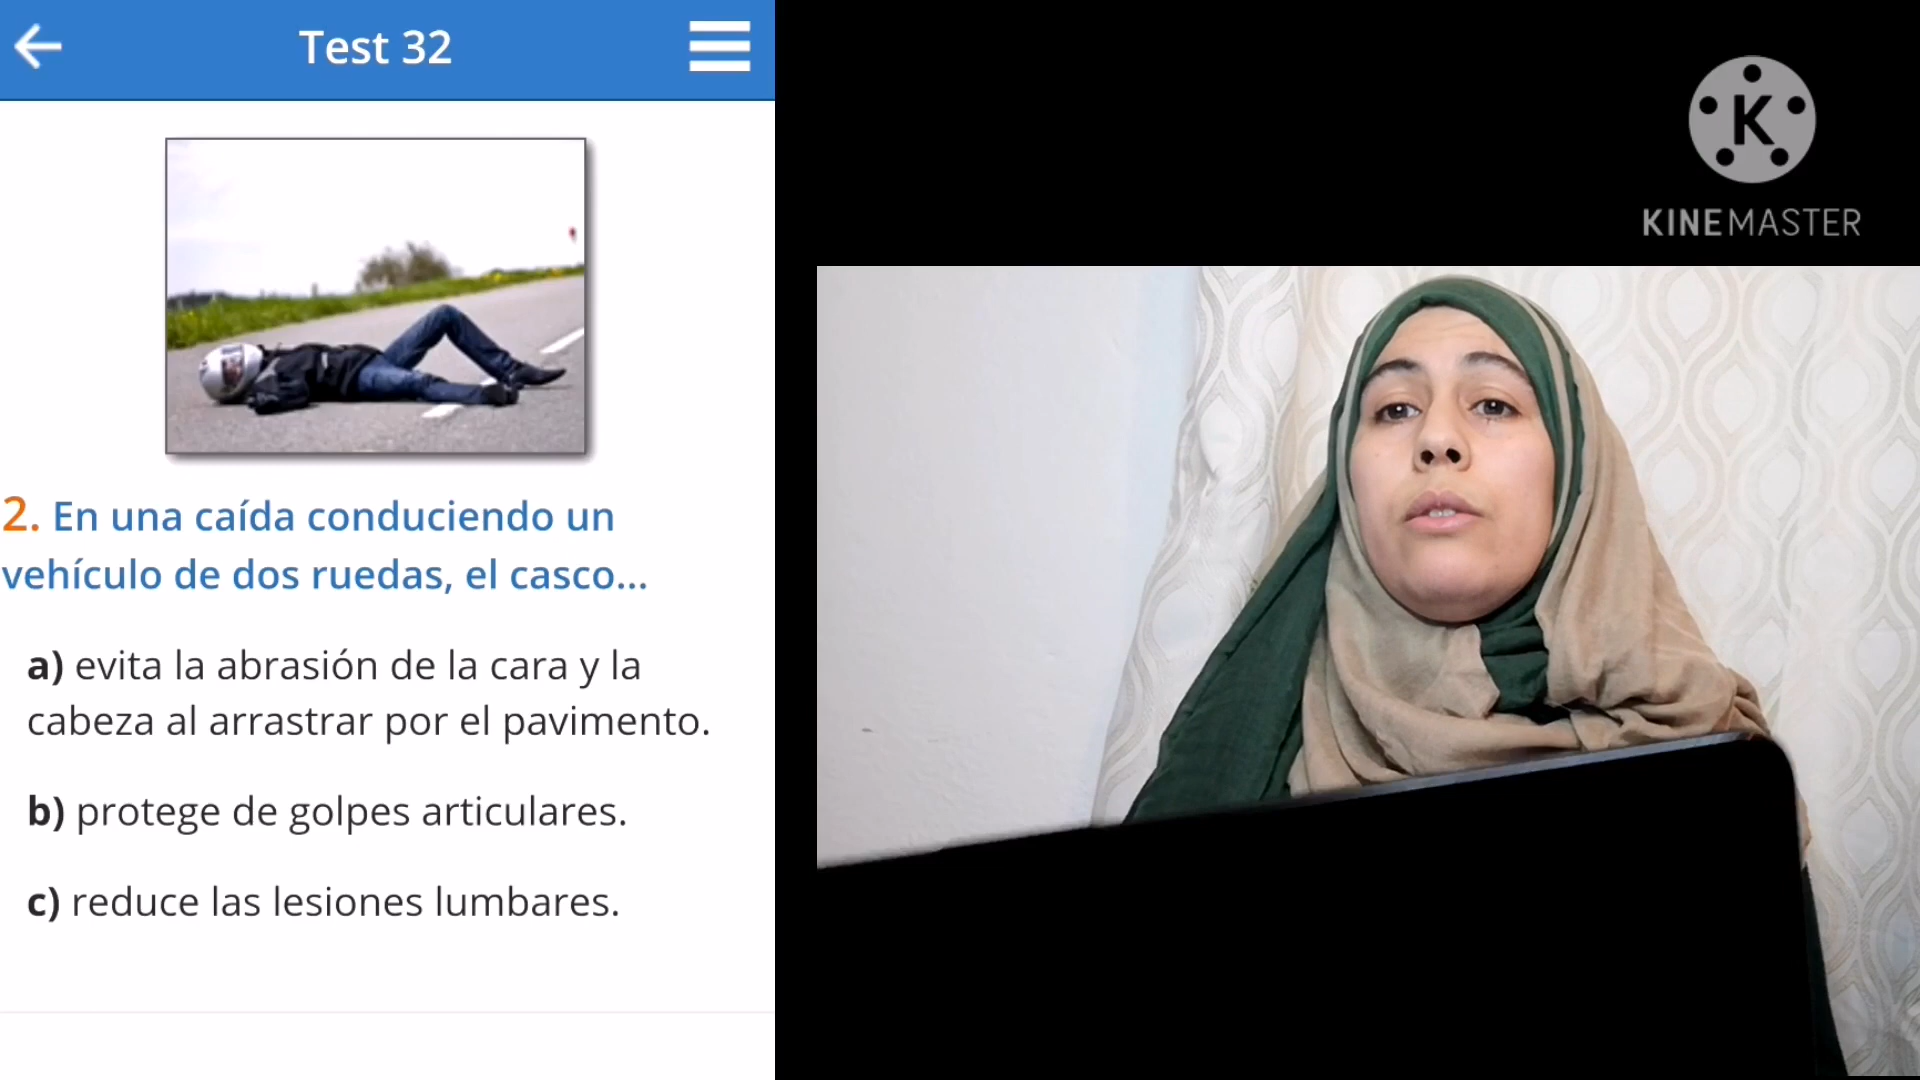 Test 32
2. En una caída conduciendo un
vehículo de dos ruedas, el casco...
a) evita la abrasión de la cara y la
cabeza al arrastrar por el pavimento.
b) protege de golpes articulares.
c) reduce las lesiones lumbares.
K
KINEMASTER